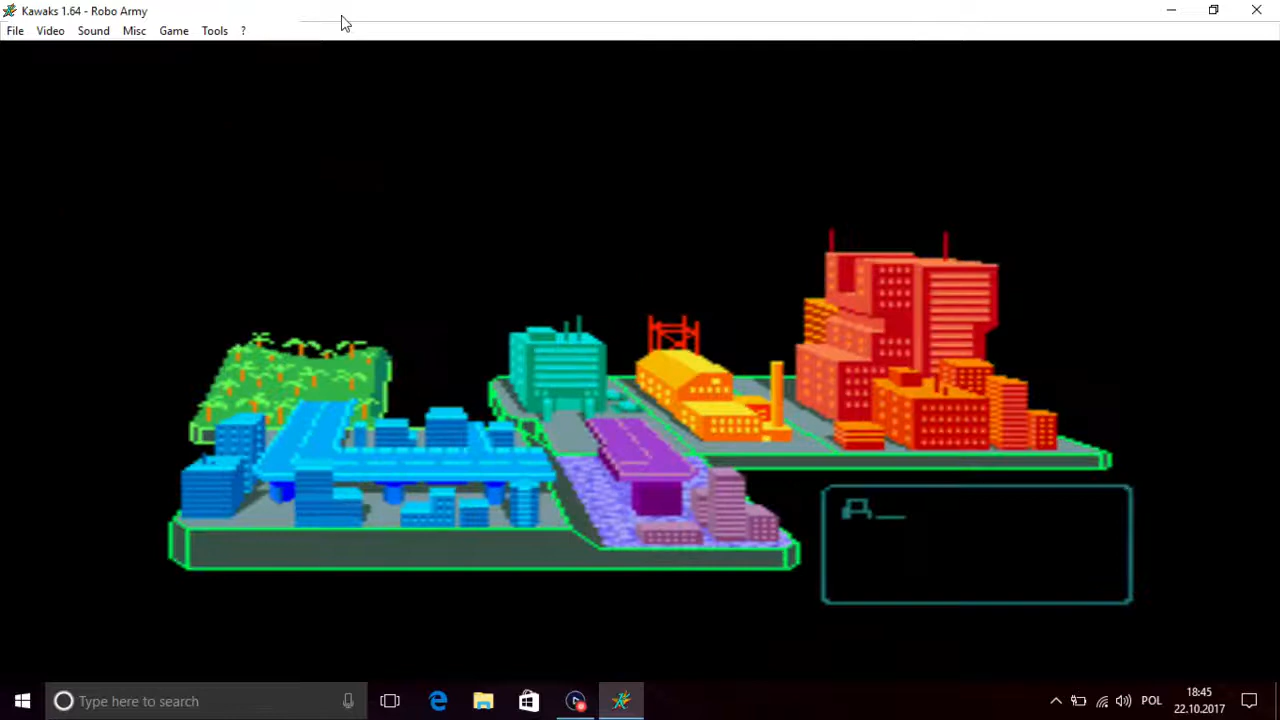 Kawaks 1.64 - Robo Army
File Video Sound Misc Game Tools ?
A_
Type here to search
POL
18:45
22.10.2017